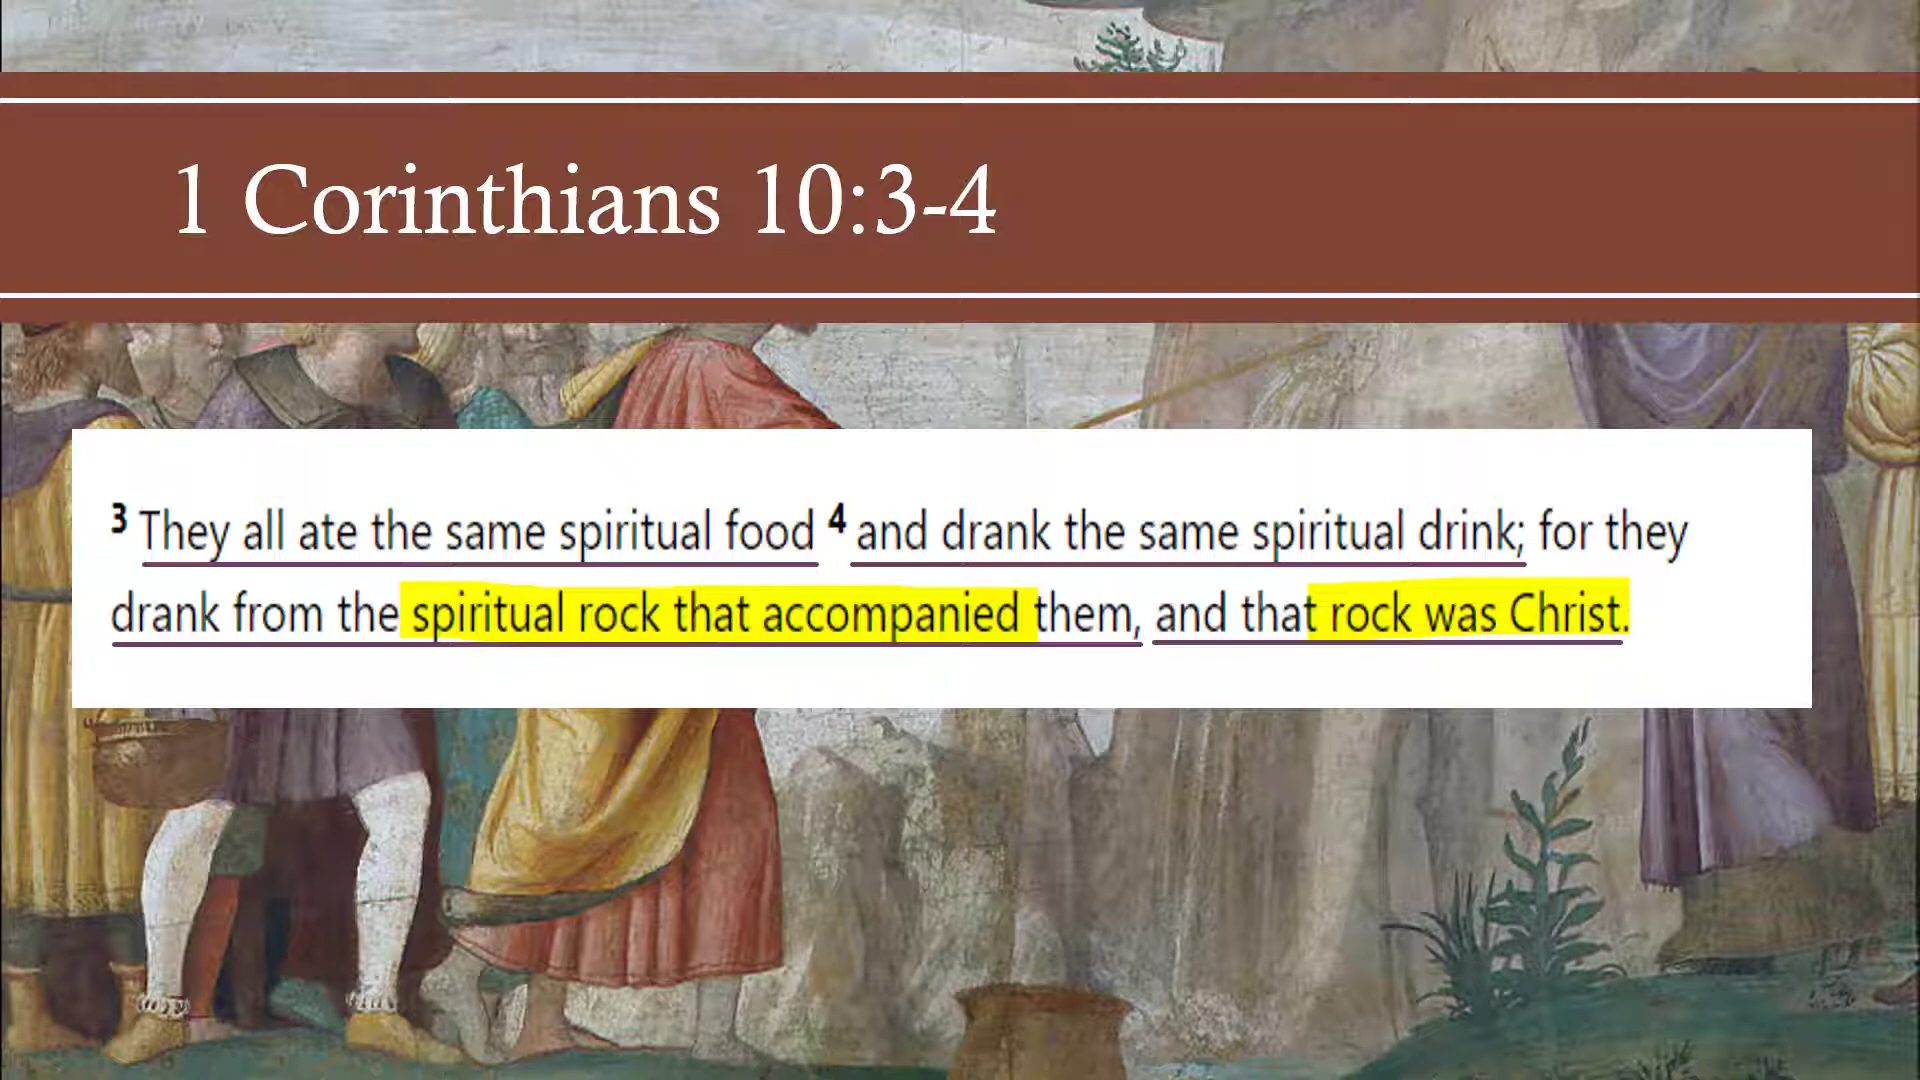 1 Corinthians 10:3-4
3 They all ate the same spiritual food 4 and drank the same spiritual drink; for they
drank from the spiritual rock that accompanied them, and that rock was Christ.